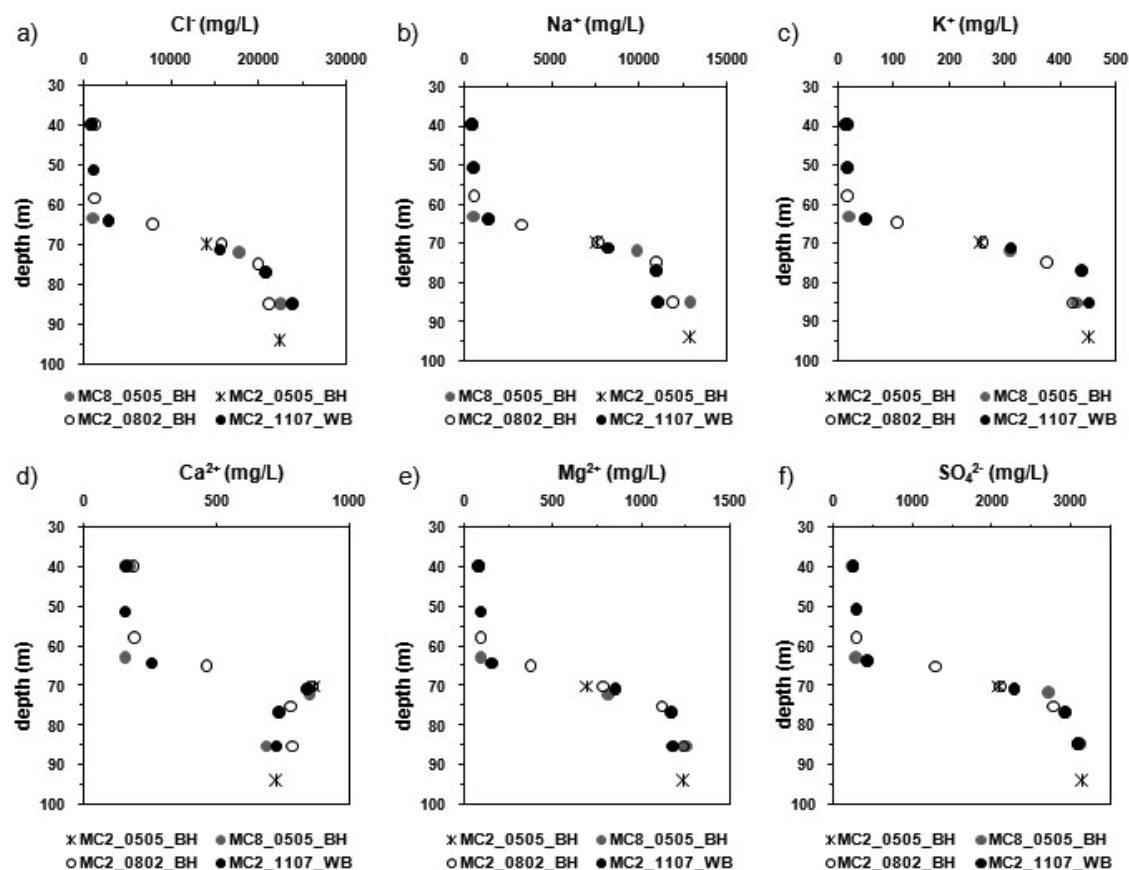 a) Cl⁻ (mg/L)
0 10000 20000 30000
30
40
50
60
70
80
90
100
depth (m)
MC8_0505_BH MC2_0505_BH
MC2_0802_BH MC2_1107_WB
b) Na⁺ (mg/L)
0 5000 10000 15000
30
40
50
60
70
80
90
100
depth (m)
MC8_0505_BH MC2_0505_BH
MC2_0802_BH MC2_1107_WB
c) K⁺ (mg/L)
0 100 200 300 400 500
30
40
50
60
70
80
90
100
depth (m)
MC2_0505_BH MC8_0505_BH
MC2_0802_BH MC2_1107_WB
d) Ca²⁺ (mg/L)
0 500 1000
30
40
50
60
70
80
90
100
depth (m)
MC2_0505_BH MC8_0505_BH
MC2_0802_BH MC2_1107_WB
e) Mg²⁺ (mg/L)
0 500 1000 1500
30
40
50
60
70
80
90
100
depth (m)
MC2_0505_BH MC8_0505_BH
MC2_0802_BH MC2_1107_WB
f) SO₄²⁻ (mg/L)
0 1000 2000 3000
30
40
50
60
70
80
90
100
depth (m)
MC2_0505_BH MC8_0505_BH
MC2_0802_BH MC2_1107_WB